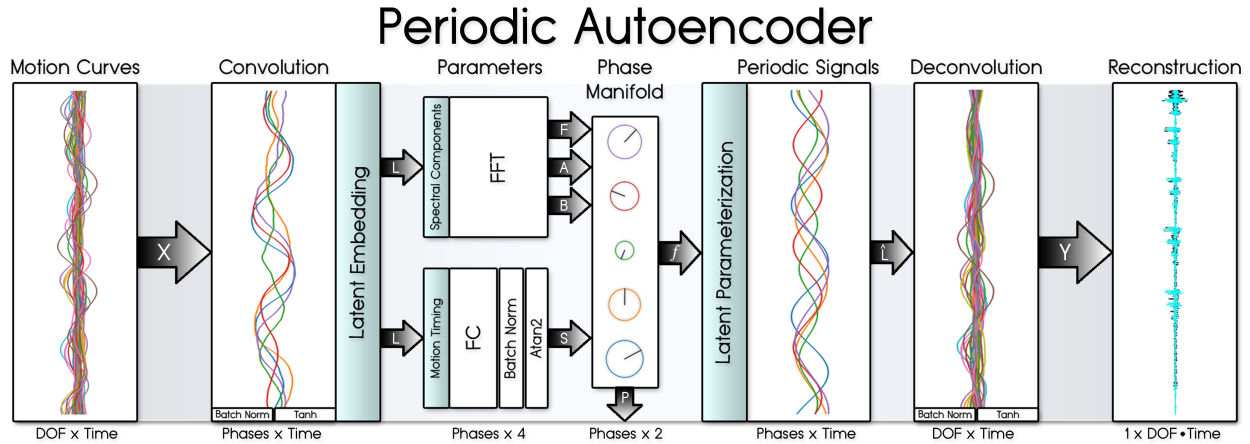 Periodic Autoencoder
Motion Curves
Convolution
Parameters
Phase
Manifold
Periodic Signals
Deconvolution
Reconstruction
X
Latent Embedding
L
Spectral Components
FFT
F
A
B
L
Motion Timing
FC
Batch Norm
Atan2
S
P
f
Latent Parameterization
L̂
Y
Batch Norm
Tanh
Batch Norm
Tanh
DOF x Time
Phases x Time
Phases x 4
Phases x 2
Phases x Time
DOF x Time
1 x DOF•Time